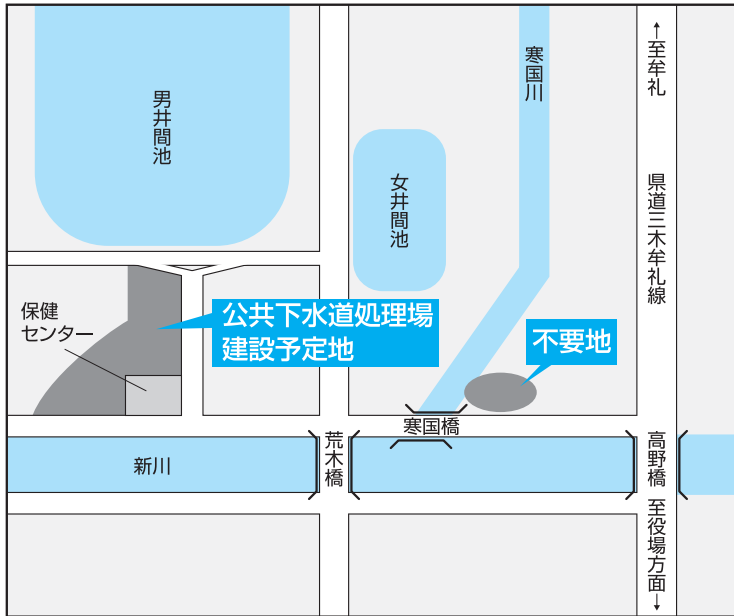 男井間池
寒国川
↑至牟礼
女井間池
県道三木牟礼線
保健
センター
公共下水道処理場
建設予定地
不要地
寒国橋
新川
荒木橋
高野橋
至役場方面↓